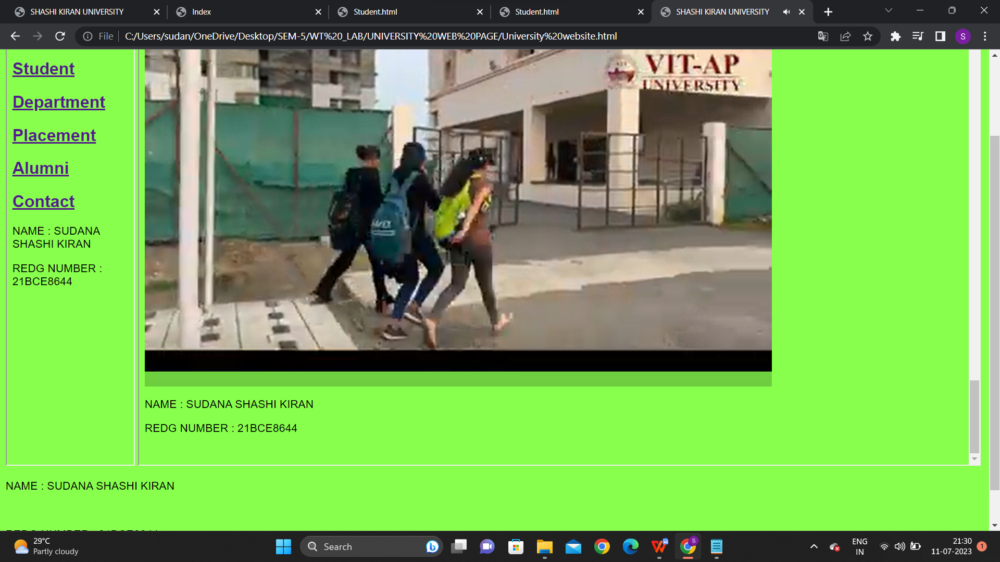 SHASHI KIRAN UNIVERSITY
Index
Student.html
Student.html
SHASHI KIRAN UNIVERSITY
File
C:/Users/sudan/OneDrive/Desktop/SEM-5/WT%20_LAB/UNIVERSITY%20WEB%20PAGE/University%20website.html
S
Student
Department
Placement
Alumni
Contact
NAME : SUDANA
SHASHI KIRAN
REDG NUMBER :
21BCE8644
VIT-AP
UNIVERSITY
NAME : SUDANA SHASHI KIRAN
REDG NUMBER : 21BCE8644
NAME : SUDANA SHASHI KIRAN
29°C
Partly cloudy
Search
S
ENG
IN
21:30
11-07-2023
1